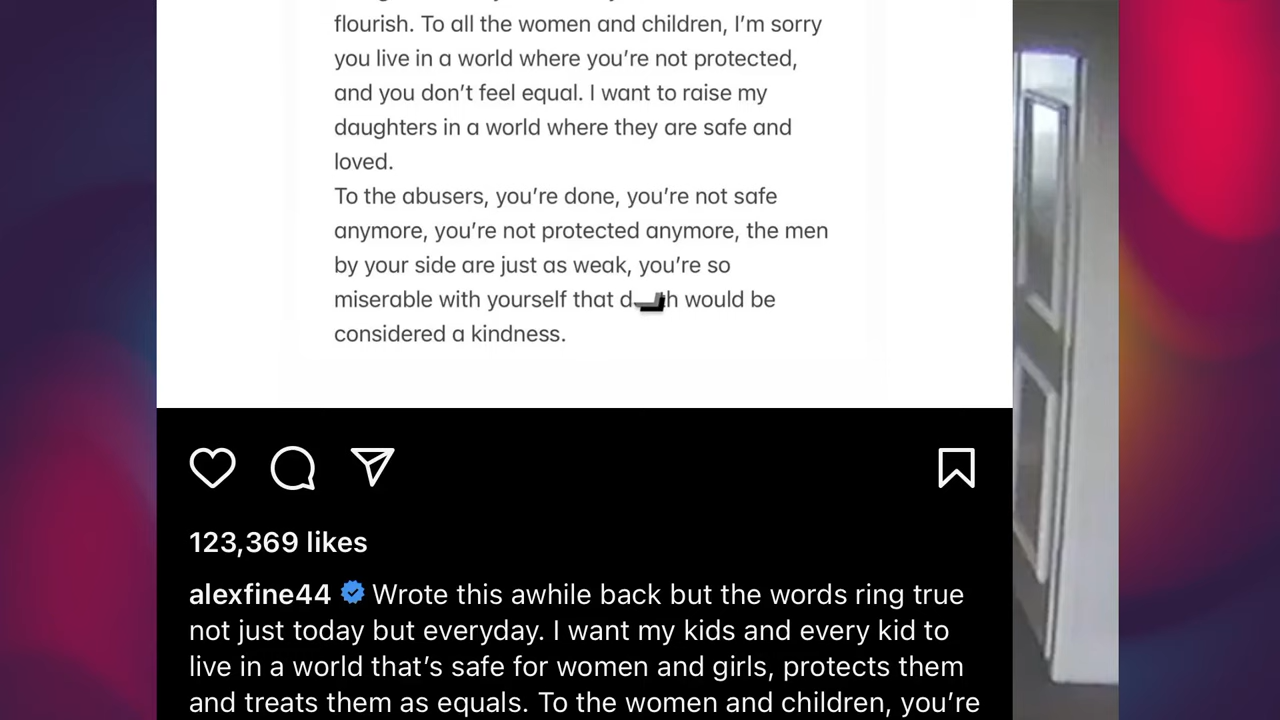 flourish. To all the women and children, I’m sorry
you live in a world where you’re not protected,
and you don’t feel equal. I want to raise my
daughters in a world where they are safe and
loved.
To the abusers, you’re done, you’re not safe
anymore, you’re not protected anymore, the men
by your side are just as weak, you’re so
miserable with yourself that d h would be
considered a kindness.
123,369 likes
alexfine44 Wrote this awhile back but the words ring true
not just today but everyday. I want my kids and every kid to
live in a world that’s safe for women and girls, protects them
and treats them as equals. To the women and children, you’re